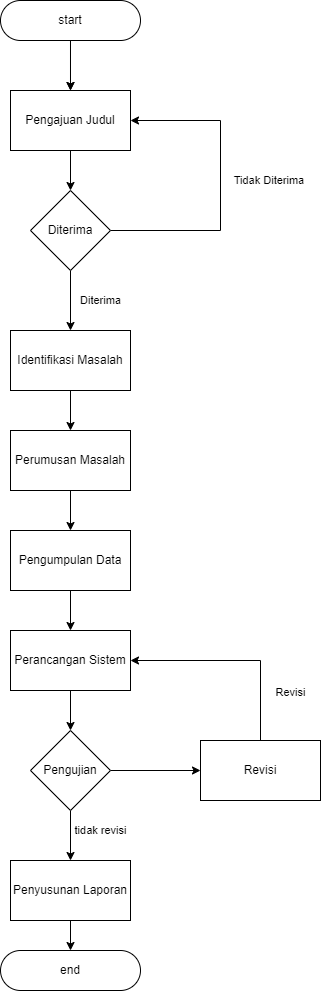 start
Pengajuan Judul
Tidak Diterima
Diterima
Diterima
Identifikasi Masalah
Perumusan Masalah
Pengumpulan Data
Perancangan Sistem
Revisi
Pengujian
Revisi
tidak revisi
Penyusunan Laporan
end